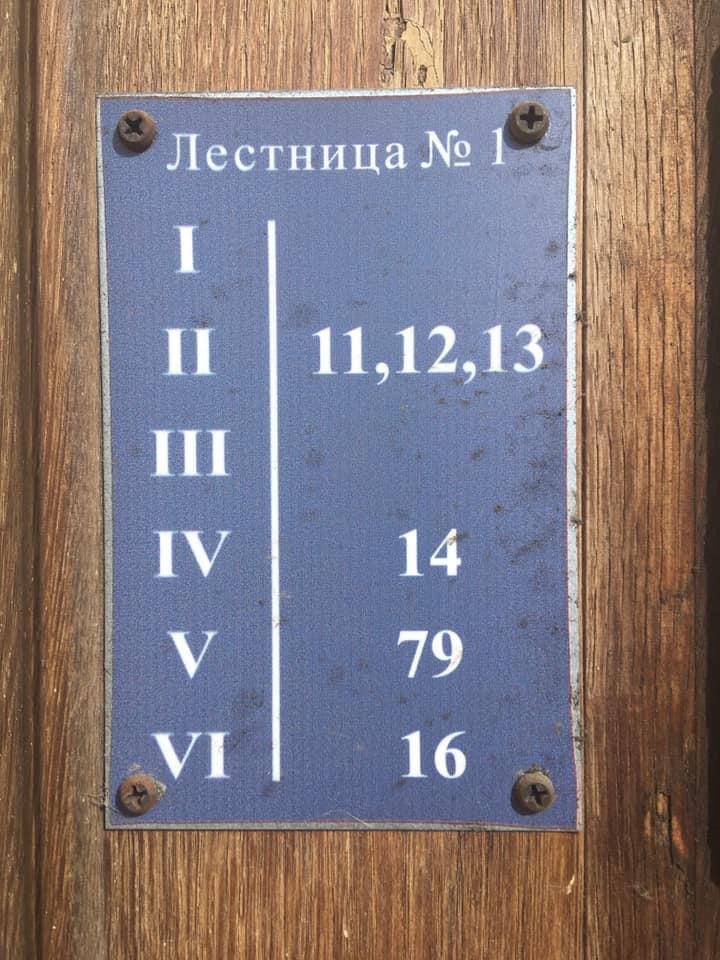 Лестница № 1
I
II 11,12,13
III
IV 14
V 79
VI 16